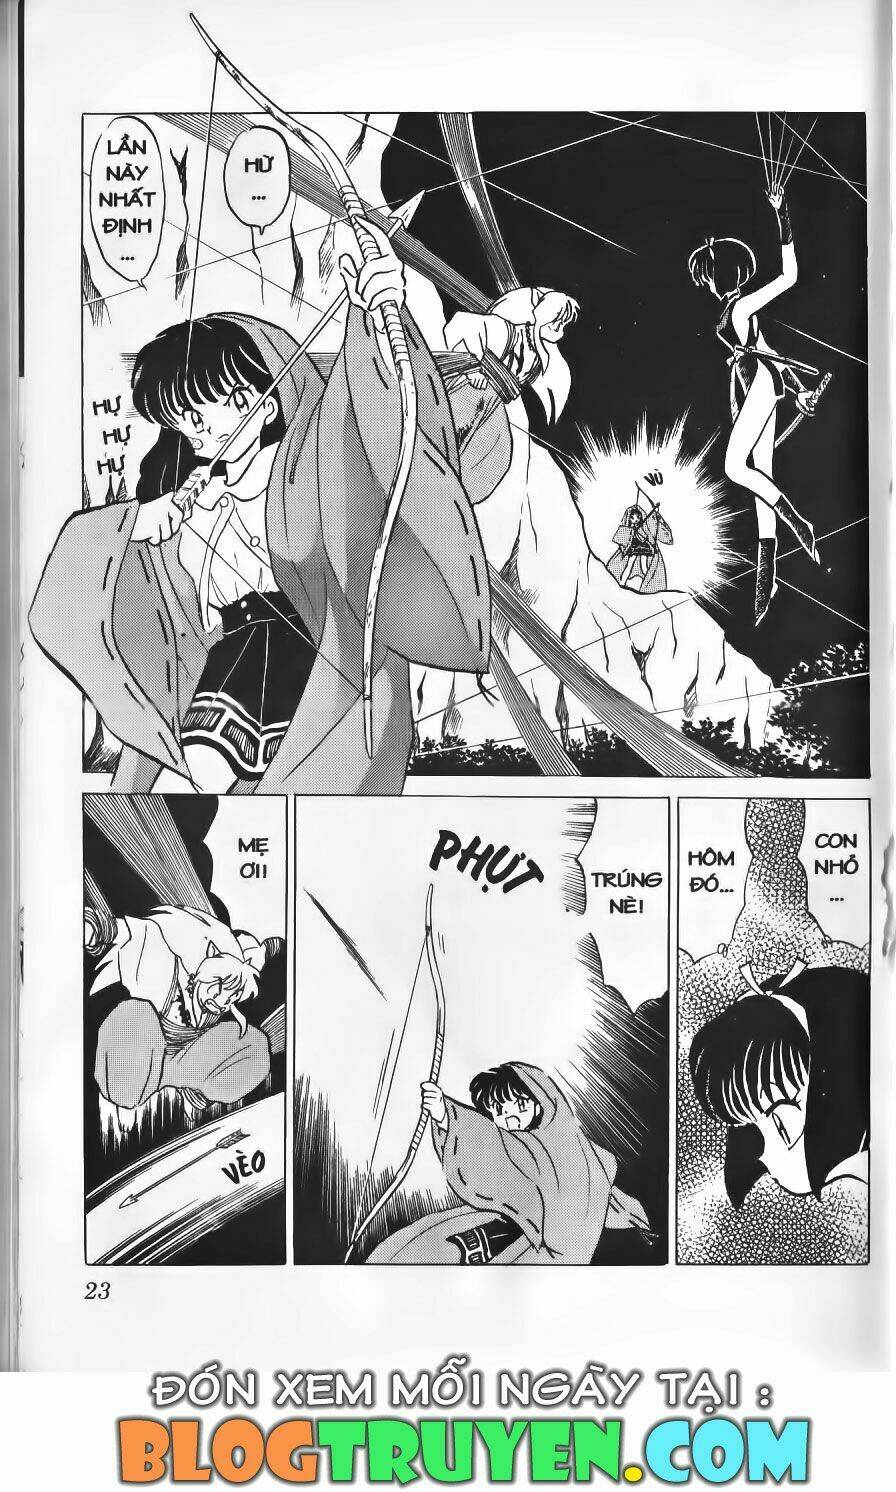 HỪ
...
LẦN
NÀY
NHẤT
ĐỊNH
...
HỰ
HỰ
HỰ
VÙ
CON
NHỎ
...
HÔM
ĐÓ...
TRÚNG
NÈ!
PHỰT
MẸ
ƠI!!
VÈO
23
ĐÓN XEM MỖI NGÀY TẠI :
BLOGTRUYEN.COM